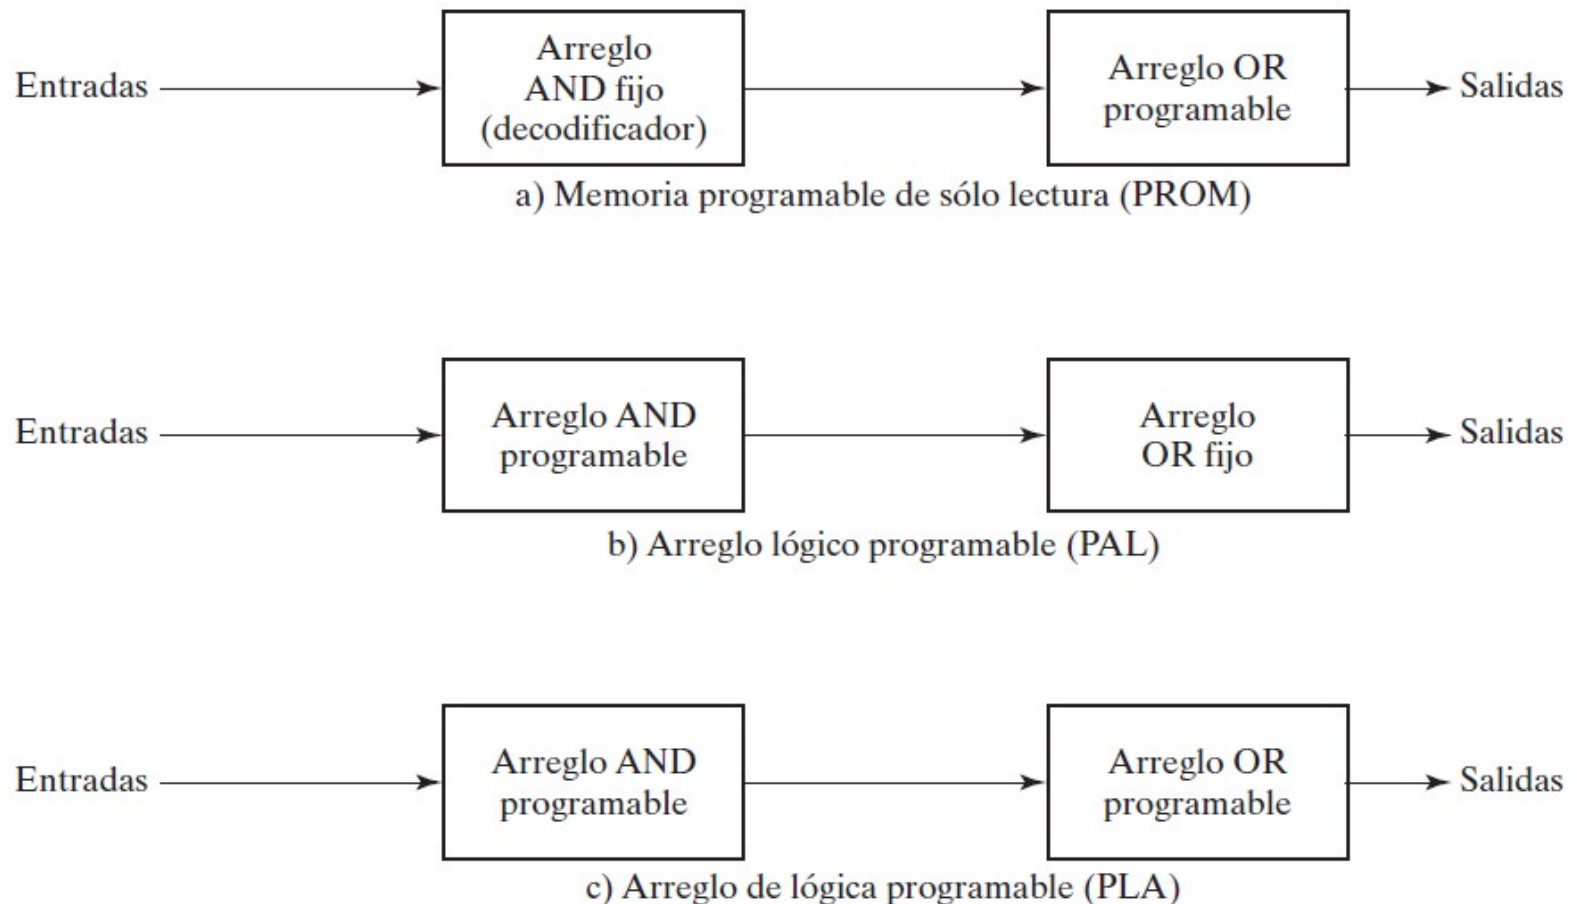 Entradas
Arreglo
AND fijo
(decodificador)
Arreglo OR
programable
Salidas
a) Memoria programable de sólo lectura (PROM)
Entradas
Arreglo AND
programable
Arreglo
OR fijo
Salidas
b) Arreglo lógico programable (PAL)
Entradas
Arreglo AND
programable
Arreglo OR
programable
Salidas
c) Arreglo de lógica programable (PLA)